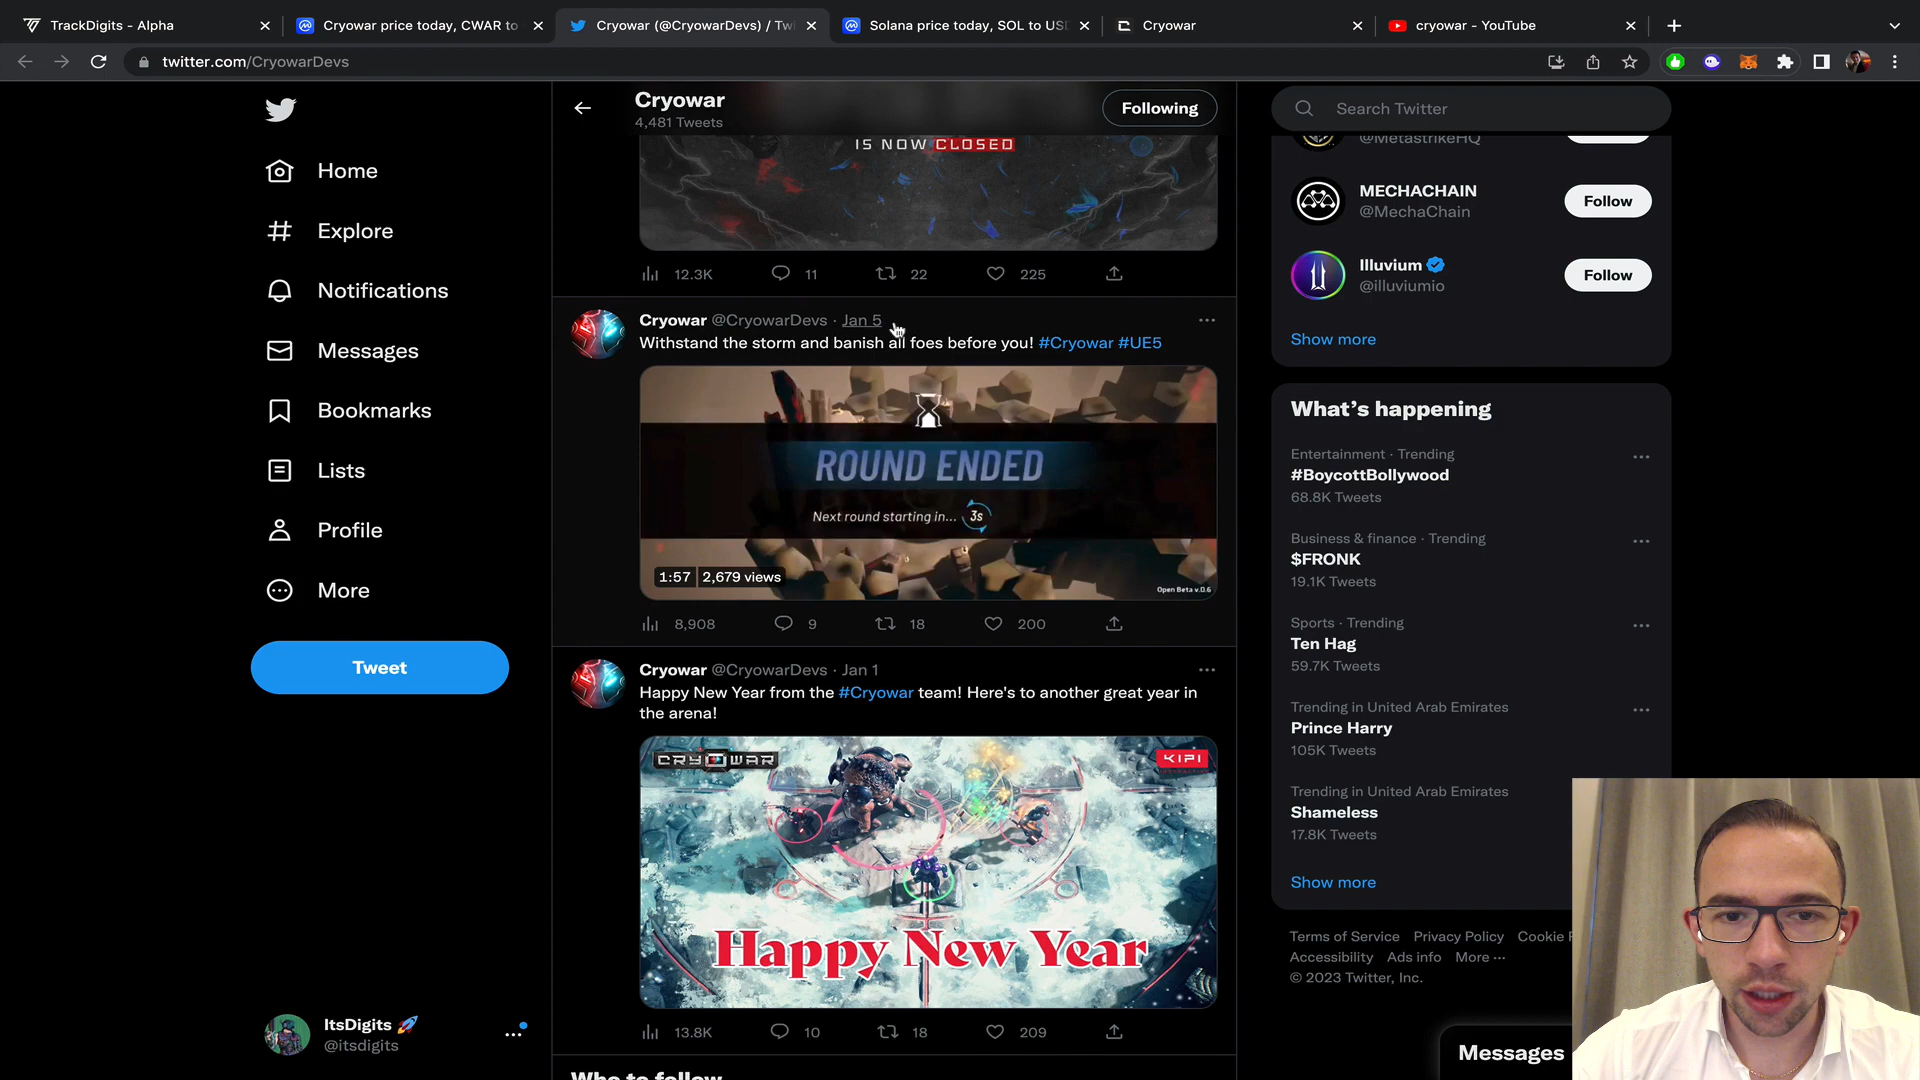 TrackDigits - Alpha
Cryowar price today, CWAR to
Cryowar (@CryowarDevs) / Twi
Solana price today, SOL to USD
Cryowar
cryowar - YouTube
twitter.com/CryowarDevs
Home
Explore
Notifications
Messages
Bookmarks
Lists
Profile
More
Tweet
ItsDigits 🚀
@itsdigits
Cryowar
4,481 Tweets
Following
IS NOW CLOSED
12.3K 11 22 225
Cryowar @CryowarDevs · Jan 5
Withstand the storm and banish all foes before you! #Cryowar #UE5
ROUND ENDED
Next round starting in... 3s
1:57 2,679 views
Open Beta v.0.6
8,908 9 18 200
Cryowar @CryowarDevs · Jan 1
Happy New Year from the #Cryowar team! Here's to another great year in
the arena!
CRYOWAR
KIPI
Happy New Year
13.8K 10 18 209
Who to follow
Search Twitter
@MetastrikeHQ
MECHACHAIN
@MechaChain
Follow
Illuvium
@illuviumio
Follow
Show more
What's happening
Entertainment · Trending
#BoycottBollywood
68.8K Tweets
Business & finance · Trending
$FRONK
19.1K Tweets
Sports · Trending
Ten Hag
59.7K Tweets
Trending in United Arab Emirates
Prince Harry
105K Tweets
Trending in United Arab Emirates
Shameless
17.8K Tweets
Show more
Terms of Service Privacy Policy Cookie P
Accessibility Ads info More ···
© 2023 Twitter, Inc.
Messages